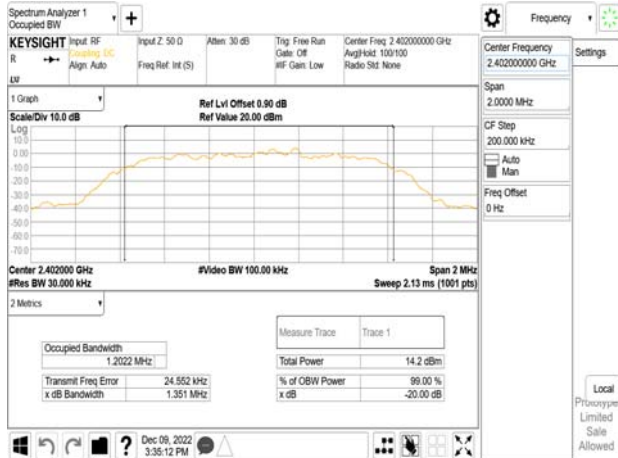 Spectrum Analyzer 1
Occupied BW
+
Frequency
KEYSIGHT
R
LVI
Input: RF
Coupling: DC
Align: Auto
Input Z: 50 Ω
Freq Ref: Int (S)
Atten: 30 dB
Trig: Free Run
Gate: Off
#IF Gain: Low
Center Freq: 2.402000000 GHz
Avg|Hold: 100/100
Radio Std: None
Center Frequency
2.402000000 GHz
Settings
Span
2.0000 MHz
CF Step
200.000 kHz
Auto
Man
Freq Offset
0 Hz
1 Graph
Scale/Div 10.0 dB
Ref Lvl Offset 0.90 dB
Ref Value 20.00 dBm
Log
10.0
0.00
-10.0
-20.0
-30.0
-40.0
-50.0
-60.0
-70.0
Center 2.402000 GHz
#Video BW 100.00 kHz
Span 2 MHz
#Res BW 30.000 kHz
Sweep 2.13 ms (1001 pts)
2 Metrics
Measure Trace Trace 1
Occupied Bandwidth
1.2022 MHz
Total Power 14.2 dBm
Transmit Freq Error 24.552 kHz
% of OBW Power 99.00 %
x dB Bandwidth 1.351 MHz
x dB -20.00 dB
Local
Prototype
Limited
Sale
Allowed
?
Dec 09, 2022
3:35:12 PM